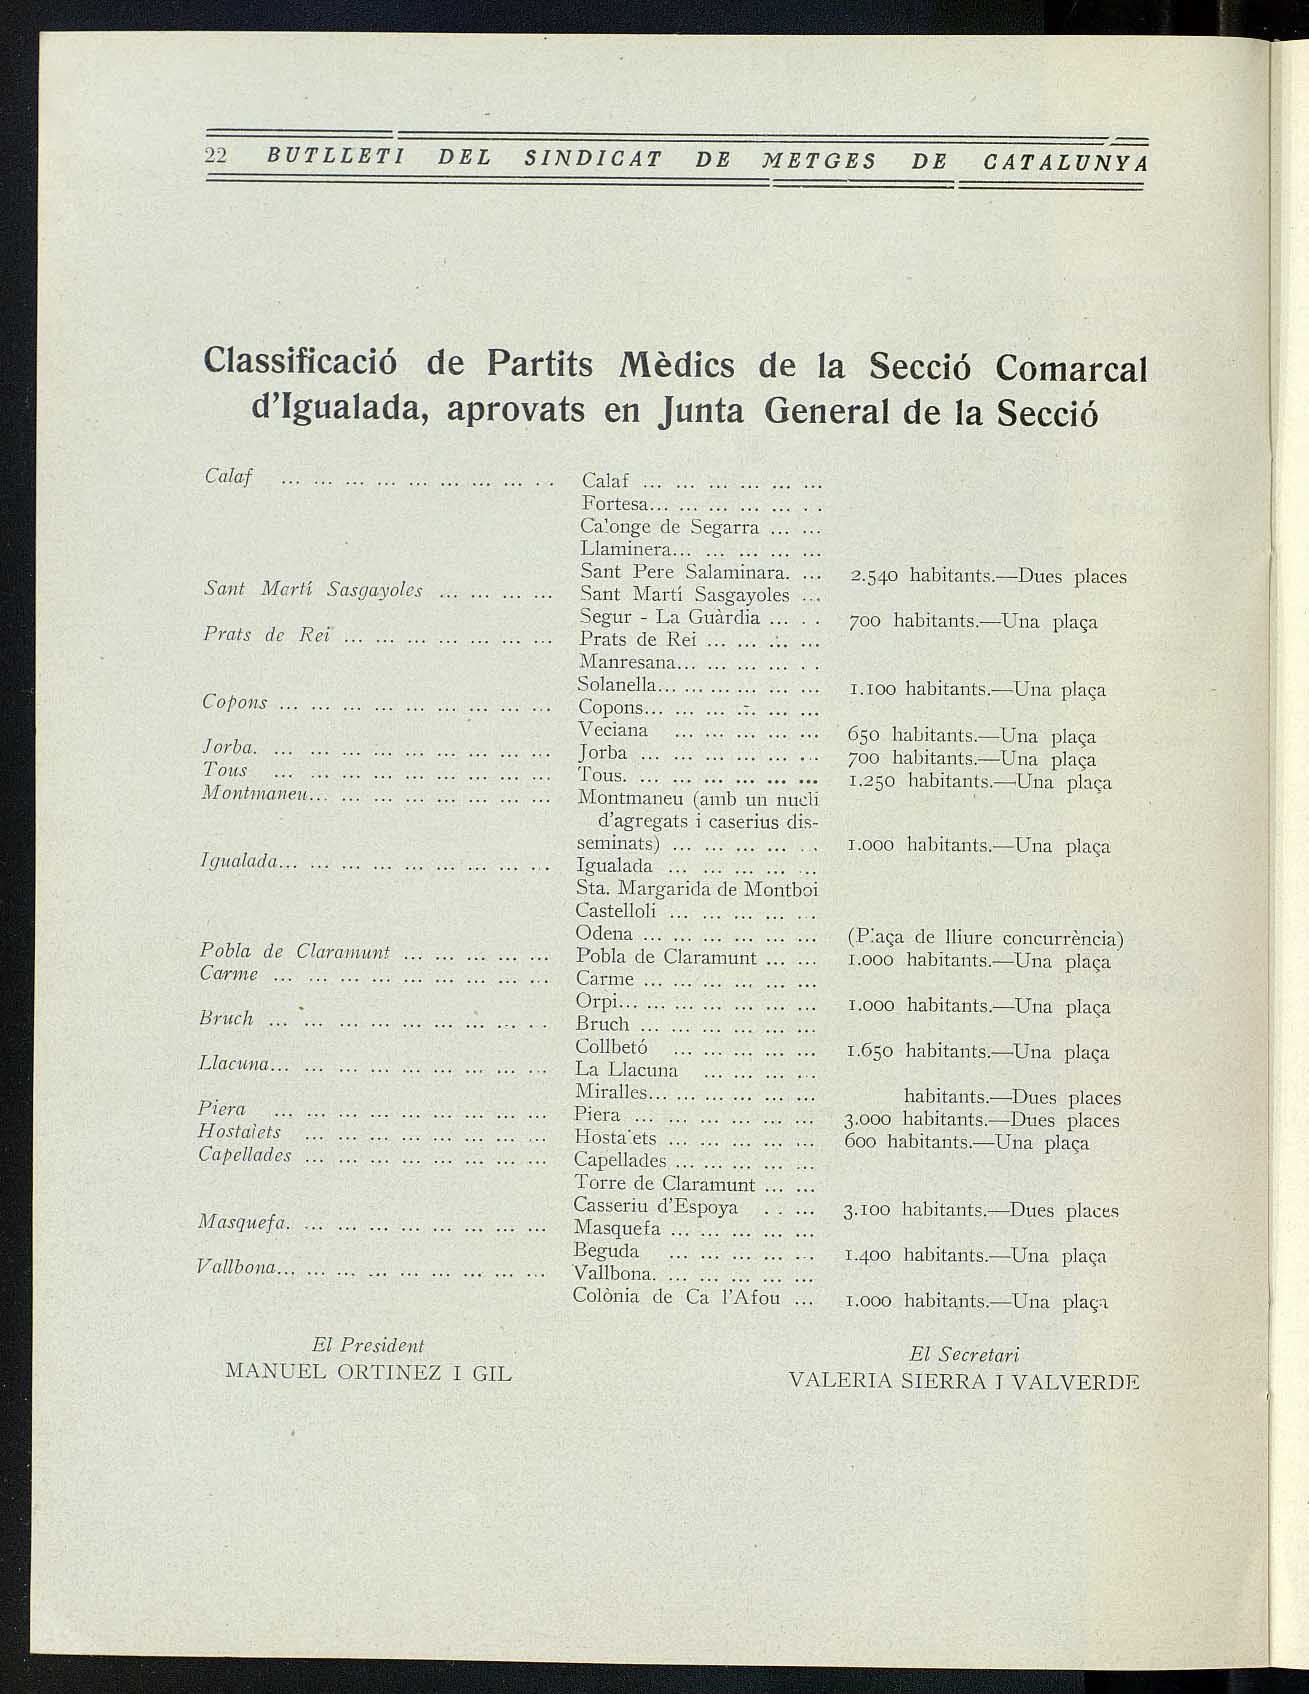 22 BUTLLETI DEL SINDICAT DE METGES DE CATALUNYA
Classificació de Partits Mèdics de la Secció Comarcal
d'Igualada, aprovats en Junta General de la Secció
Calaf ... ... ... ... ... ... ... ... . . Calaf ... ... ... ... ... ...
Fortesa... ... ... ... ... . .
Ca'onge de Segarra ... ...
Llaminera... ... ... ... ...
Sant Pere Salaminara. ... 2.540 habitants.—Dues places
Sant Martí Sasgayoles ... ... ... ... Sant Martí Sasgayoles ...
Segur - La Guàrdia ... . . 700 habitants.—Una plaça
Prats de Rei ... ... ... ... ... ... ... Prats de Rei ... ... ... ...
Manresana... ... ... ... . .
Solanella... ... ... ... ... ... 1.100 habitants.—Una plaça
Copons ... ... ... ... ... ... ... ... ... Copons... ... ... ... ... ...
Veciana ... ... ... ... ... 650 habitants.—Una plaça
Jorba. ... ... ... ... ... ... ... ... ... Jorba ... ... ... ... ... ... 700 habitants.—Una plaça
Tous ... ... ... ... ... ... ... ... ... Tous. ... ... ... ... ... ... 1.250 habitants.—Una plaça
Montmaneu... ... ... ... ... ... ... ... Montmaneu (amb un nucli
d'agregats i caserius dis-
seminats) ... ... ... ... . . 1.000 habitants.—Una plaça
Igualada... ... ... ... ... ... ... ... ... Igualada ... ... ... ... ...
Sta. Margarida de Montboi
Castelloli ... ... ... ... ...
Odena ... ... ... ... ... ... (P'aça de lliure concurrència)
Pobla de Claramunt ... ... ... ... ... Pobla de Claramunt ... ... 1.000 habitants.—Una plaça
Carme ... ... ... ... ... ... ... ... ... Carme ... ... ... ... ... ...
Orpi... ... ... ... ... ... ... 1.000 habitants.—Una plaça
Bruch ... ... ... ... ... ... ... ... . . Bruch ... ... ... ... ... ...
Collbetó ... ... ... ... ... 1.650 habitants.—Una plaça
Llacuna... ... ... ... ... ... ... ... ... La Llacuna ... ... ... ...
Miralles... ... ... ... ... ... habitants.—Dues places
Piera ... ... ... ... ... ... ... ... ... Piera ... ... ... ... ... ... 3.000 habitants.—Dues places
Hostalets ... ... ... ... ... ... ... ... Hosta'ets ... ... ... ... ... 600 habitants.—Una plaça
Capellades ... ... ... ... ... ... ... ... Capellades ... ... ... ... ...
Torre de Claramunt ... ...
Casseriu d'Espoya . . ... 3.100 habitants.—Dues places
Masquefa. ... ... ... ... ... ... ... ... Masquefa ... ... ... ... ...
Beguda ... ... ... ... ... 1.400 habitants.—Una plaça
Vallbona... ... ... ... ... ... ... ... ... Vallbona. ... ... ... ... ...
Colònia de Ca l'Afou ... 1.000 habitants.—Una plaça
El President El Secretari
MANUEL ORTINEZ I GIL VALERIA SIERRA I VALVERDE